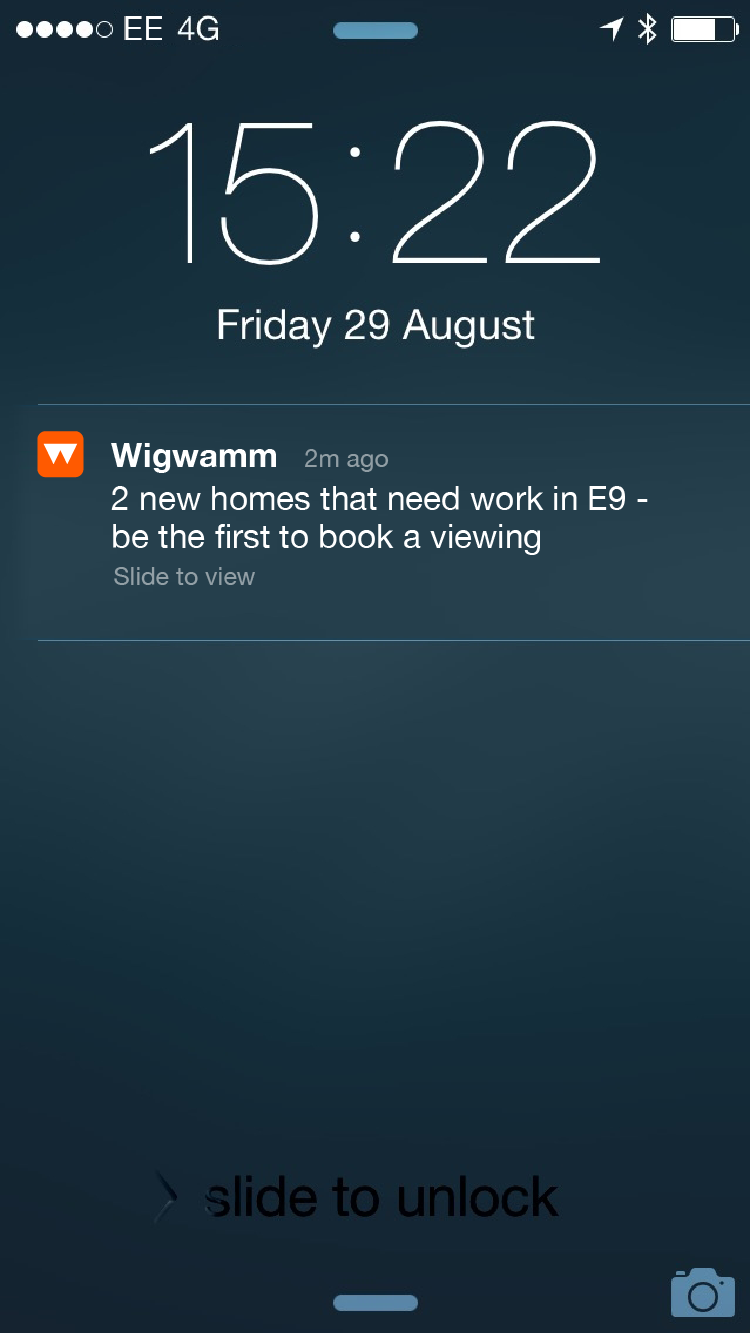 EE 4G
15:22
Friday 29 August
Wigwamm 2m ago
2 new homes that need work in E9 -
be the first to book a viewing
Slide to view
slide to unlock